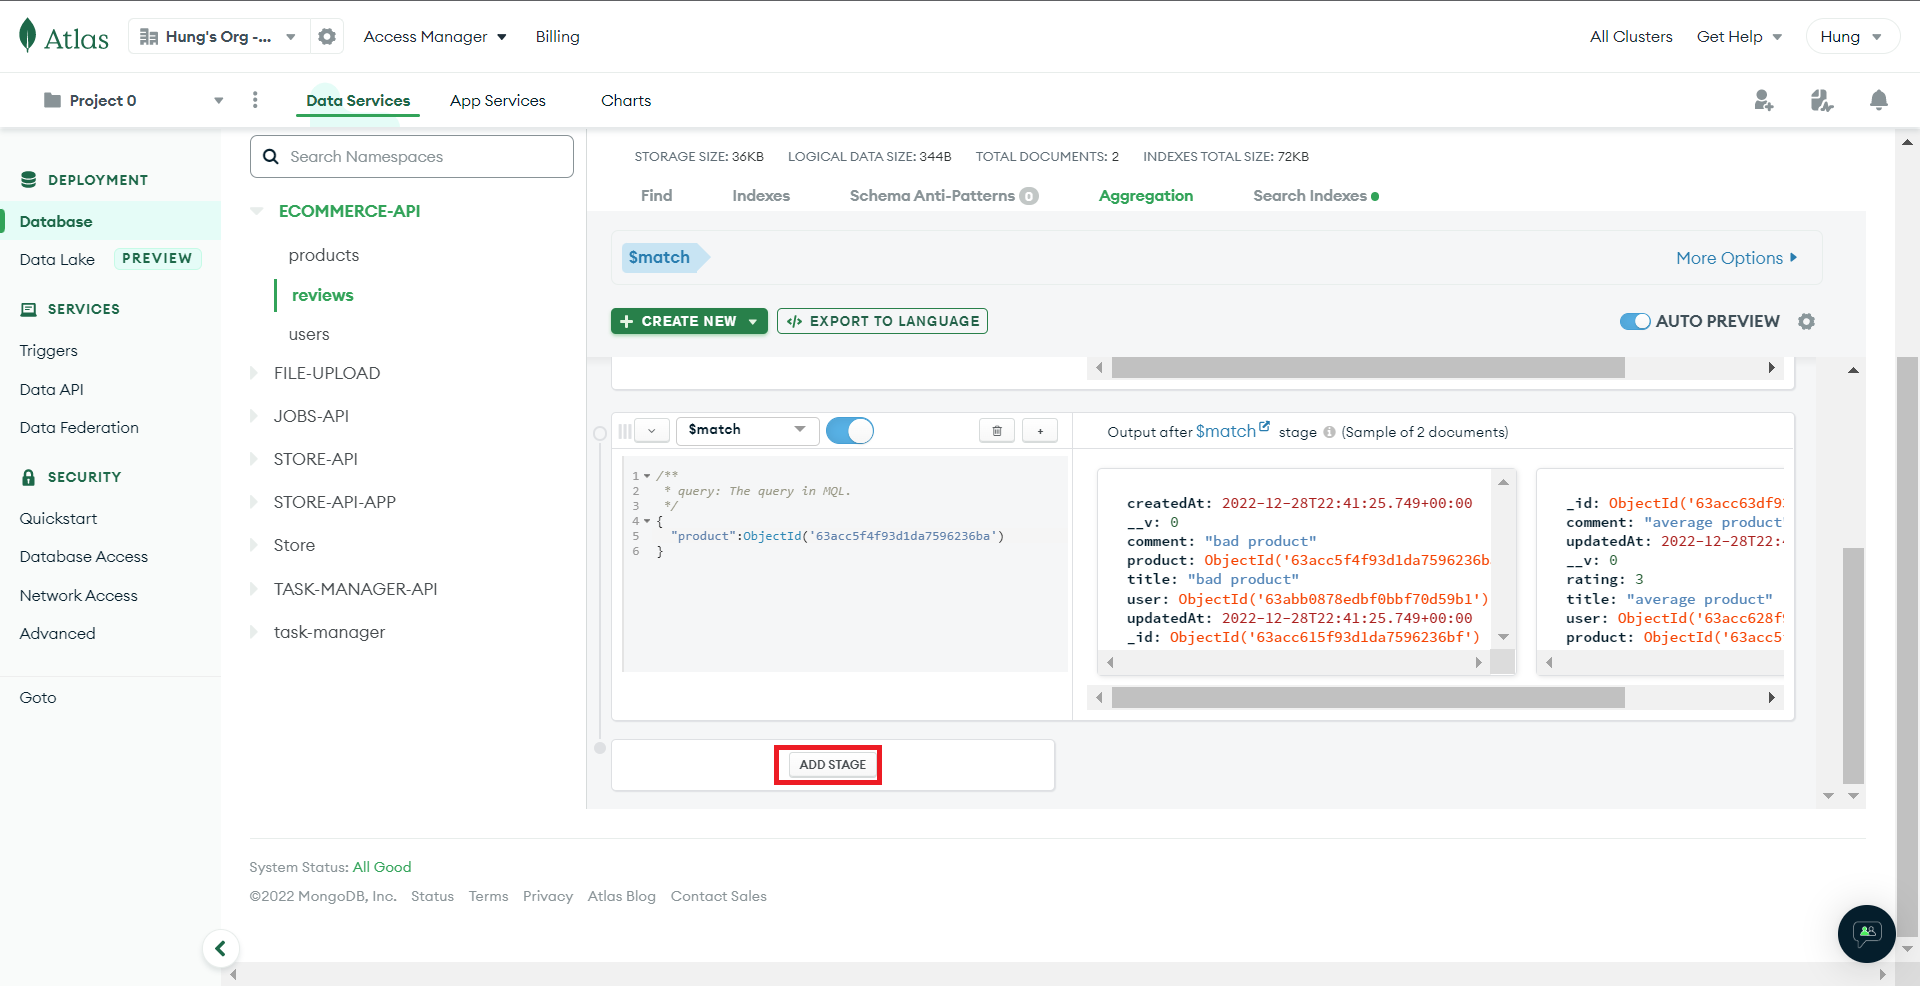 Atlas
Hung's Org -...
Access Manager
Billing
All Clusters
Get Help
Hung
Project 0
Data Services
App Services
Charts
DEPLOYMENT
Database
Data Lake PREVIEW
SERVICES
Triggers
Data API
Data Federation
SECURITY
Quickstart
Database Access
Network Access
Advanced
Goto
Search Namespaces
ECOMMERCE-API
products
reviews
users
FILE-UPLOAD
JOBS-API
STORE-API
STORE-API-APP
Store
TASK-MANAGER-API
task-manager
STORAGE SIZE: 36KB LOGICAL DATA SIZE: 344B TOTAL DOCUMENTS: 2 INDEXES TOTAL SIZE: 72KB
Find Indexes Schema Anti-Patterns 0 Aggregation Search Indexes
$match
More Options
+ CREATE NEW
</> EXPORT TO LANGUAGE
AUTO PREVIEW
$match
+
1 /**
2 * query: The query in MQL.
3 */
4 {
5 "product":ObjectId('63acc5f4f93d1da7596236ba')
6 }
Output after $match stage (Sample of 2 documents)
createdAt: 2022-12-28T22:41:25.749+00:00
__v: 0
comment: "bad product"
product: ObjectId('63acc5f4f93d1da7596236b
title: "bad product"
user: ObjectId('63abb0878edbf0bbf70d59b1')
updatedAt: 2022-12-28T22:41:25.749+00:00
_id: ObjectId('63acc615f93d1da7596236bf')
_id: ObjectId('63acc63df93
comment: "average product"
updatedAt: 2022-12-28T22:4
__v: 0
rating: 3
title: "average product"
user: ObjectId('63acc628f9
product: ObjectId('63acc5f
ADD STAGE
System Status: All Good
©2022 MongoDB, Inc. Status Terms Privacy Atlas Blog Contact Sales